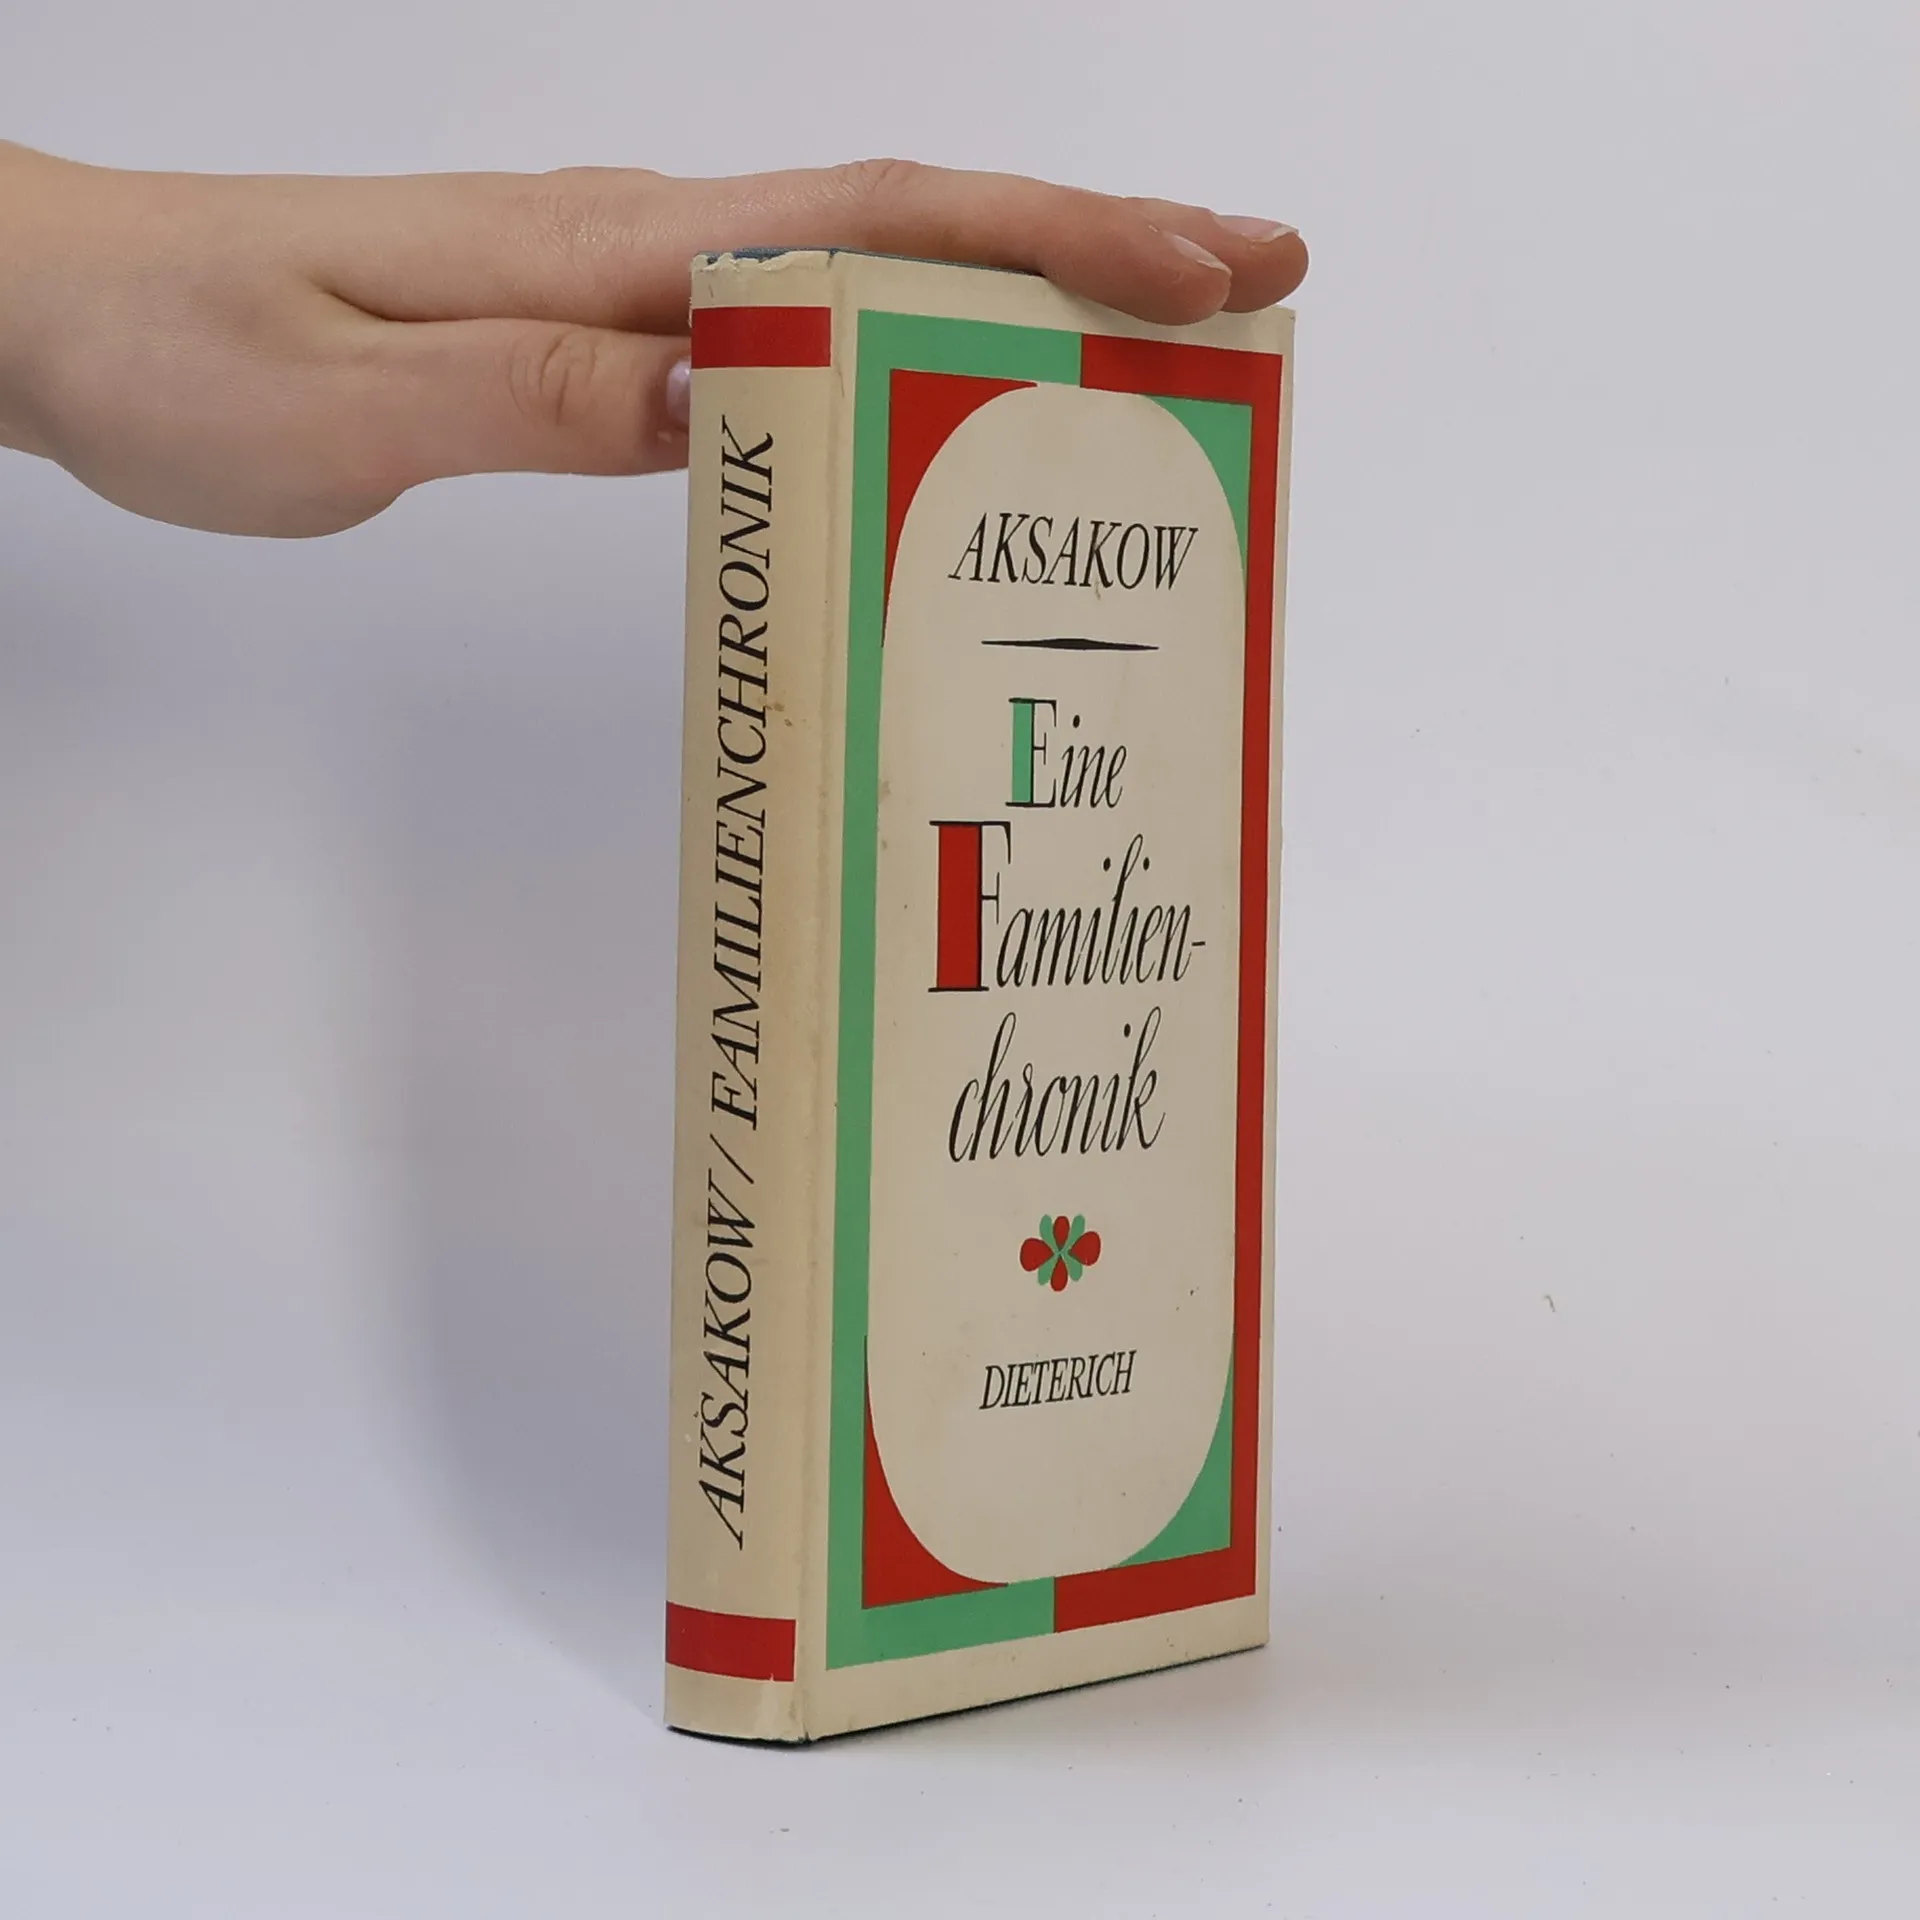 AKSAKOW / FAMILIENCHRONIK
AKSAKOW
Eine
Familien-
chronik
DIETERICH